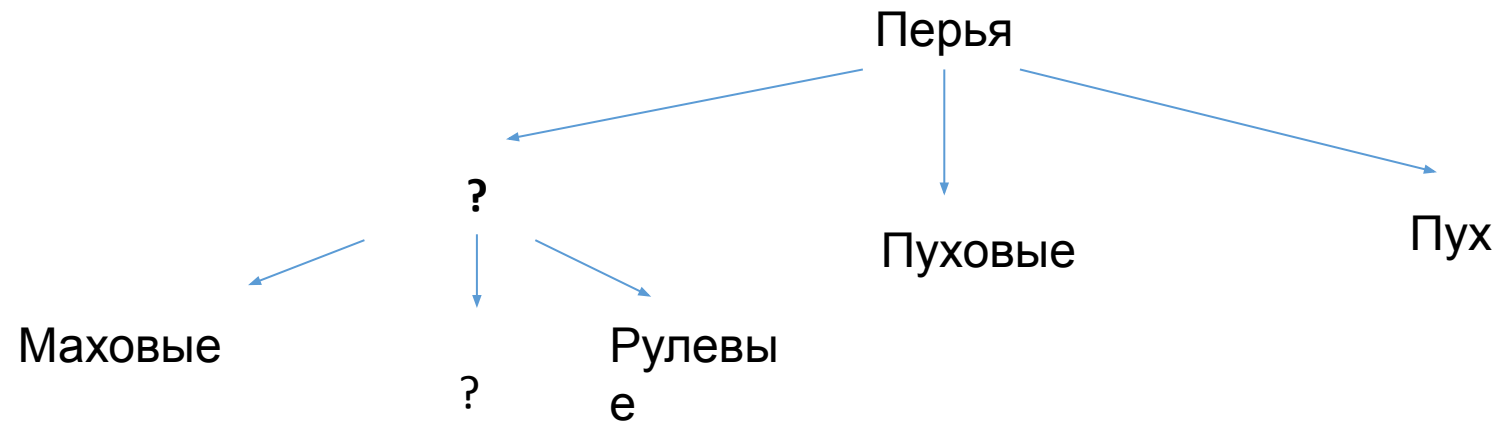 Перья
?
Пуховые
Пух
Маховые
?
Рулевы
е